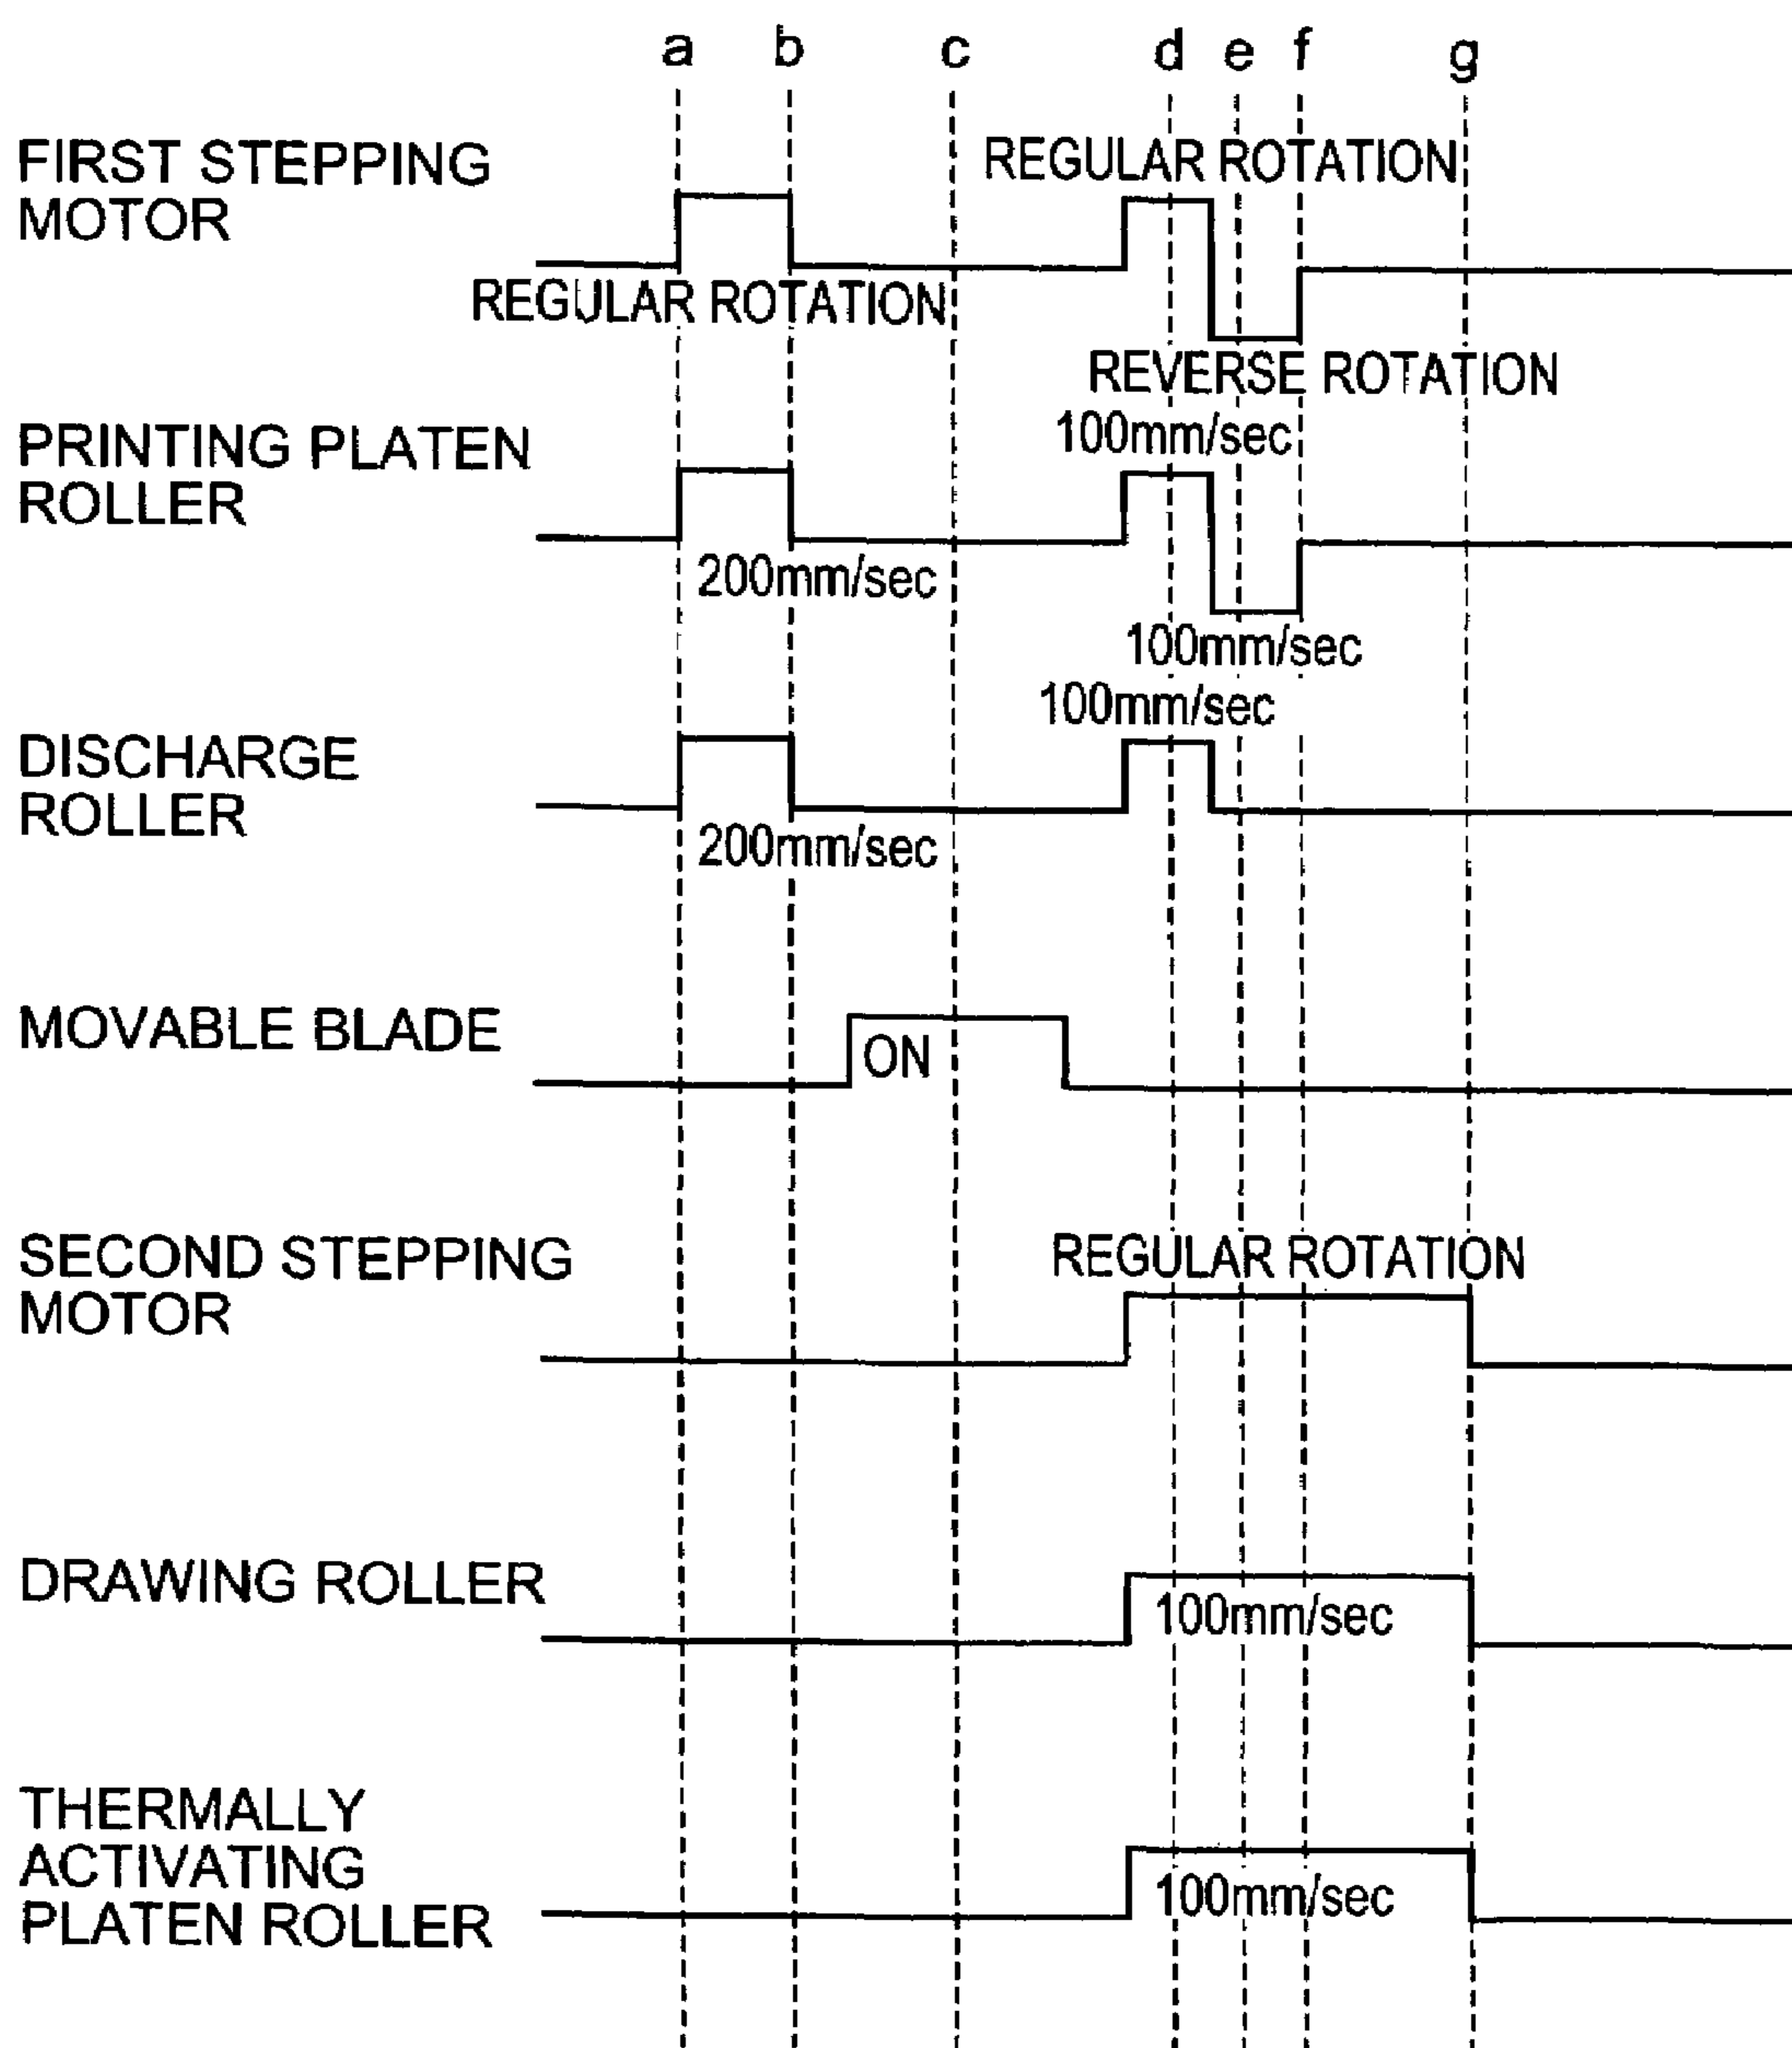 a b c d e f g
FIRST STEPPING
MOTOR
REGULAR ROTATION
REGULAR ROTATION
REVERSE ROTATION
PRINTING PLATEN
ROLLER
100mm/sec
200mm/sec
100mm/sec
DISCHARGE
ROLLER
100mm/sec
200mm/sec
MOVABLE BLADE
ON
SECOND STEPPING
MOTOR
REGULAR ROTATION
DRAWING ROLLER
100mm/sec
THERMALLY
ACTIVATING
PLATEN ROLLER
100mm/sec